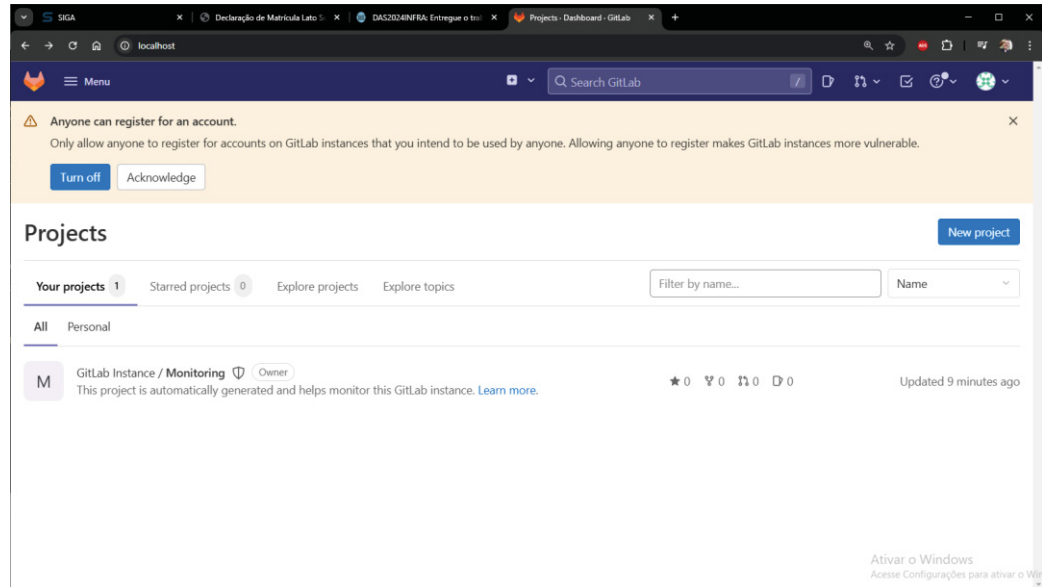 SIGA
Declaração de Matrícula Lato S
DAS2024INFRA: Entregue o tra
Projects · Dashboard · GitLab
localhost
Menu
Search GitLab
/
Anyone can register for an account.
Only allow anyone to register for accounts on GitLab instances that you intend to be used by anyone. Allowing anyone to register makes GitLab instances more vulnerable.
Turn off
Acknowledge
Projects
New project
Your projects 1
Starred projects 0
Explore projects
Explore topics
Filter by name...
Name
All
Personal
M
GitLab Instance / Monitoring
Owner
This project is automatically generated and helps monitor this GitLab instance. Learn more.
0 0 0 0
Updated 9 minutes ago
Ativar o Windows
Acesse Configurações para ativar o Wi